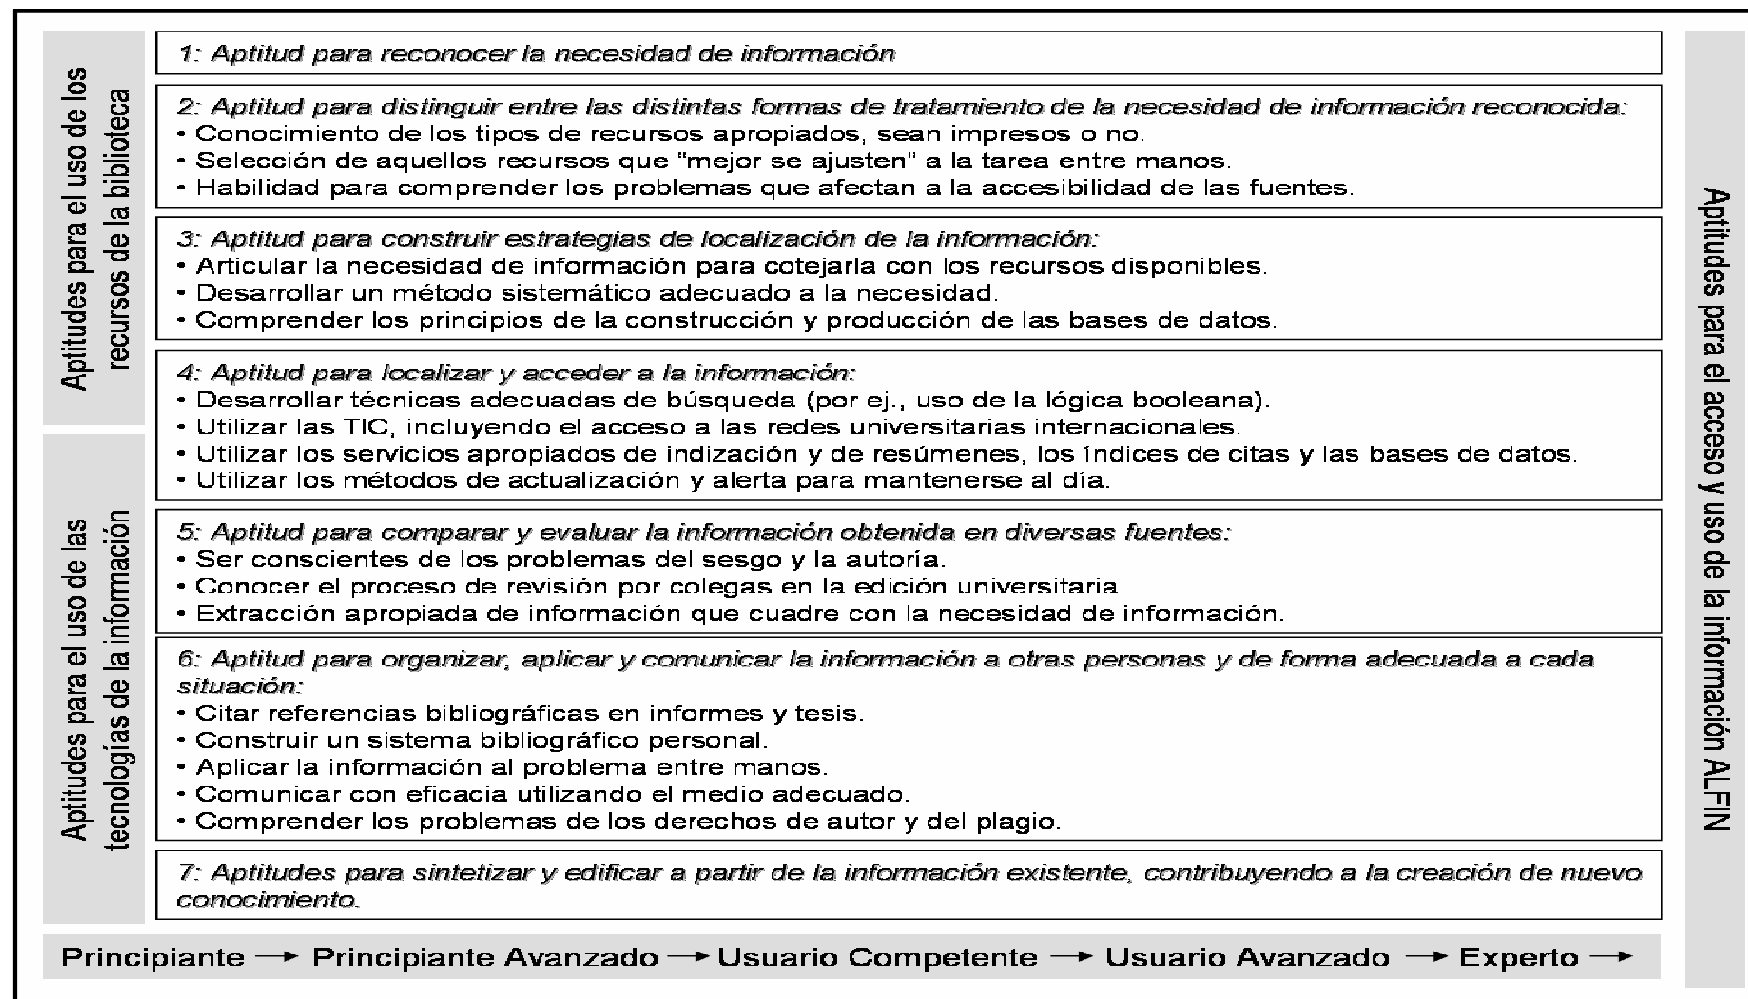 Aptitudes para el uso de los
recursos de la biblioteca
Aptitudes para el uso de las
tecnologías de la información
1: Aptitud para reconocer la necesidad de información
2: Aptitud para distinguir entre las distintas formas de tratamiento de la necesidad de información reconocida:
• Conocimiento de los tipos de recursos apropiados, sean impresos o no.
• Selección de aquellos recursos que "mejor se ajusten" a la tarea entre manos.
• Habilidad para comprender los problemas que afectan a la accesibilidad de las fuentes.
3: Aptitud para construir estrategias de localización de la información:
• Articular la necesidad de información para cotejarla con los recursos disponibles.
• Desarrollar un método sistemático adecuado a la necesidad.
• Comprender los principios de la construcción y producción de las bases de datos.
4: Aptitud para localizar y acceder a la información:
• Desarrollar técnicas adecuadas de búsqueda (por ej., uso de la lógica booleana).
• Utilizar las TIC, incluyendo el acceso a las redes universitarias internacionales.
• Utilizar los servicios apropiados de indización y de resúmenes, los índices de citas y las bases de datos.
• Utilizar los métodos de actualización y alerta para mantenerse al día.
5: Aptitud para comparar y evaluar la información obtenida en diversas fuentes:
• Ser conscientes de los problemas del sesgo y la autoría.
• Conocer el proceso de revisión por colegas en la edición universitaria
• Extracción apropiada de información que cuadre con la necesidad de información.
6: Aptitud para organizar, aplicar y comunicar la información a otras personas y de forma adecuada a cada
situación:
• Citar referencias bibliográficas en informes y tesis.
• Construir un sistema bibliográfico personal.
• Aplicar la información al problema entre manos.
• Comunicar con eficacia utilizando el medio adecuado.
• Comprender los problemas de los derechos de autor y del plagio.
7: Aptitudes para sintetizar y edificar a partir de la información existente, contribuyendo a la creación de nuevo
conocimiento.
Aptitudes para el acceso y uso de la información ALFIN
Principiante → Principiante Avanzado → Usuario Competente → Usuario Avanzado → Experto →